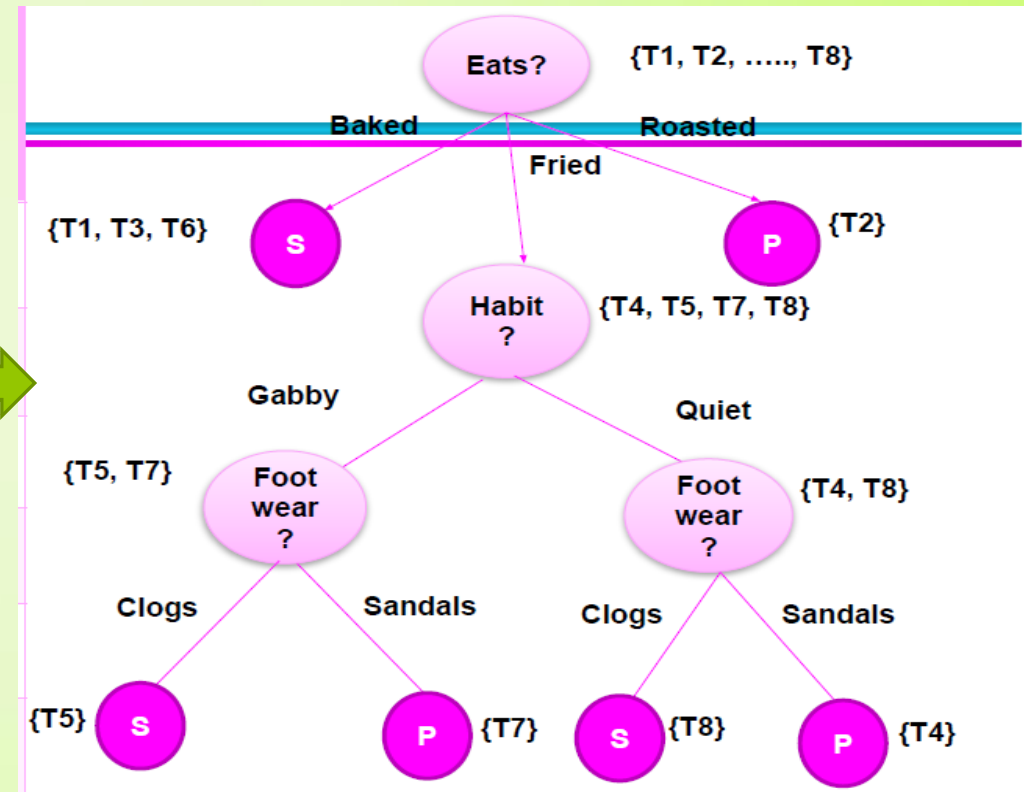 Eats?
{T1, T2, ….., T8}
Baked
Roasted
Fried
{T1, T3, T6}
S
P
{T2}
Habit
?
{T4, T5, T7, T8}
Gabby
Quiet
{T5, T7}
Foot
wear
?
Foot
wear
?
{T4, T8}
Clogs
Sandals
Clogs
Sandals
{T5}
S
P
{T7}
S
{T8}
P
{T4}